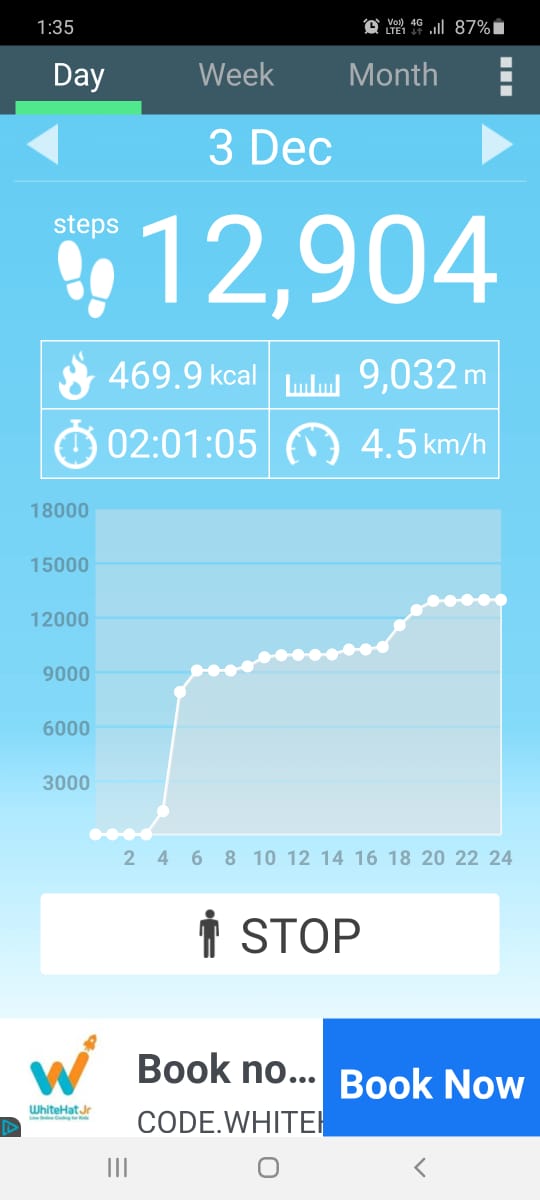 1:35 Vo)) LTE1 4G 87%
Day Week Month
3 Dec
steps 12,904
469.9 kcal 9,032 m
02:01:05 4.5 km/h
18000
15000
12000
9000
6000
3000
2 4 6 8 10 12 14 16 18 20 22 24
STOP
Book no... Book Now
WhiteHat Jr
Live Online Coding for Kids
CODE.WHITEH